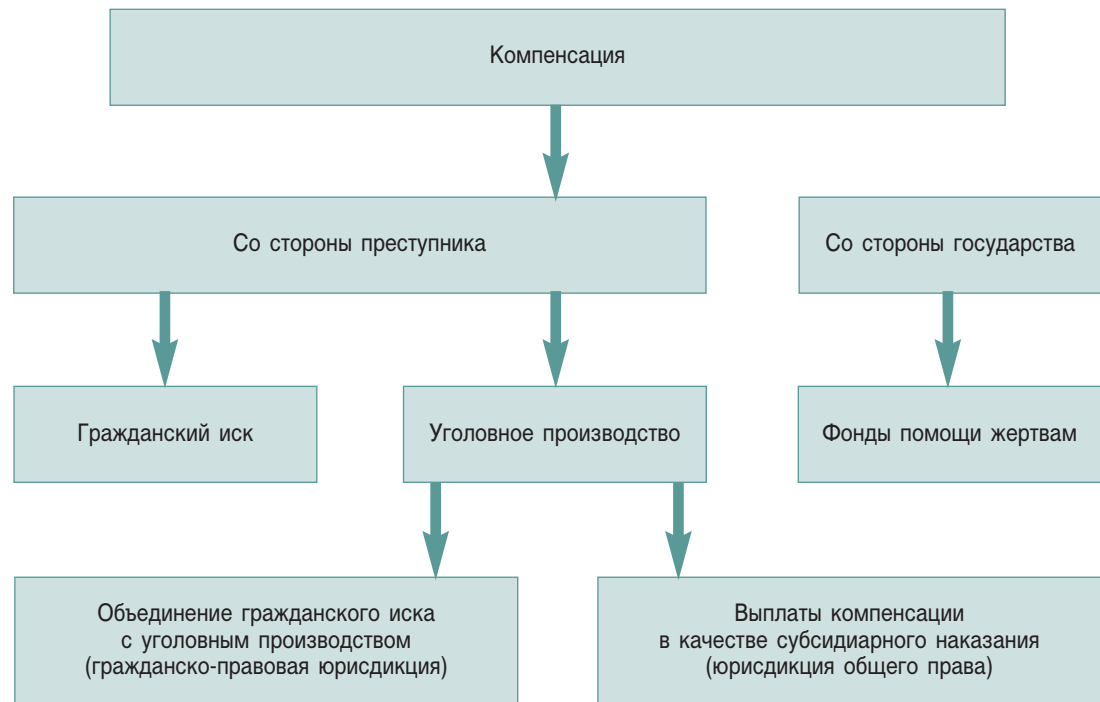 Компенсация
Со стороны преступника
Со стороны государства
Гражданский иск
Уголовное производство
Фонды помощи жертвам
Объединение гражданского иска
с уголовным производством
(гражданско-правовая юрисдикция)
Выплаты компенсации
в качестве субсидиарного наказания
(юрисдикция общего права)